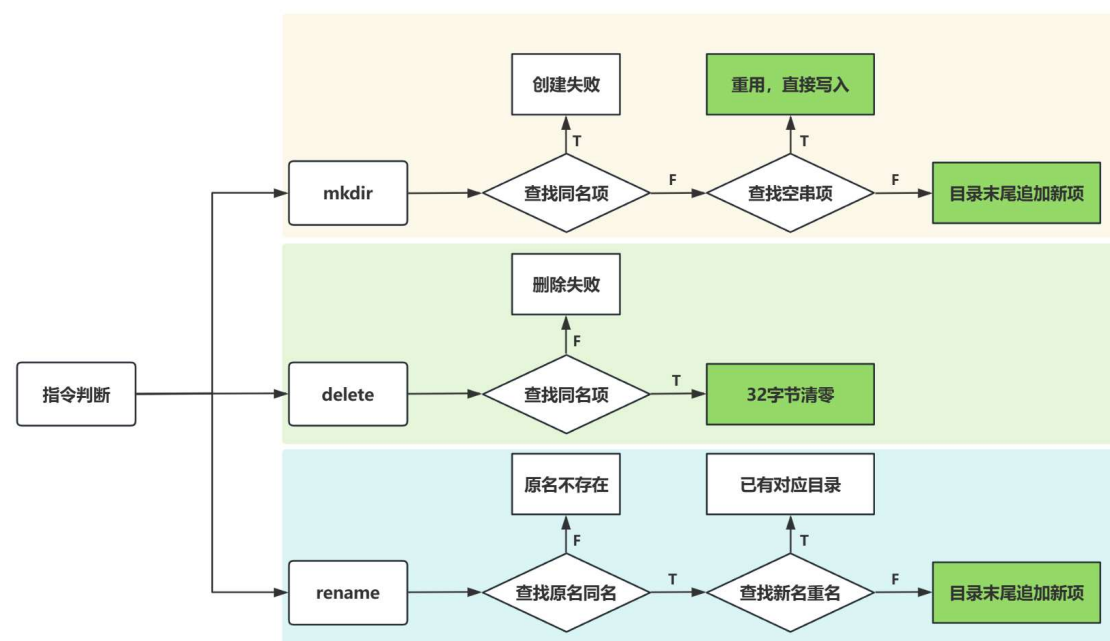 创建失败
重用，直接写入
T
T
mkdir
查找同名项
F
查找空串项
F
目录末尾追加新项
删除失败
F
指令判断
delete
查找同名项
T
32字节清零
原名不存在
已有对应目录
F
T
rename
查找原名同名
T
查找新名重名
F
目录末尾追加新项